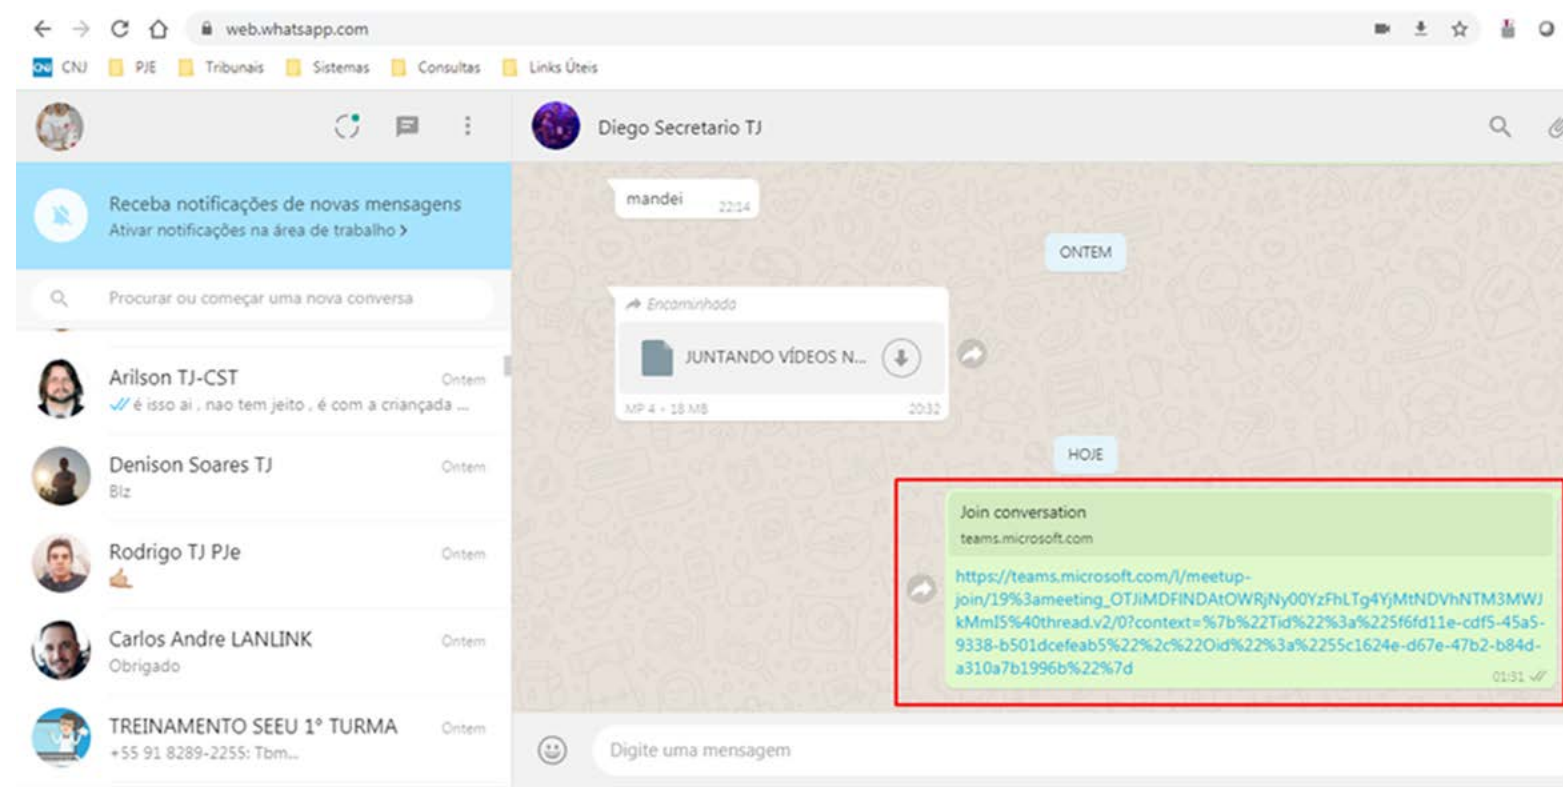 web.whatsapp.com
CNJ CNJ PJE Tribunais Sistemas Consultas Links Úteis
Diego Secretario TJ
Receba notificações de novas mensagens
Ativar notificações na área de trabalho >
Procurar ou começar uma nova conversa
Arilson TJ-CST Ontem
é isso ai . nao tem jeito . é com a criançada ...
Denison Soares TJ Ontem
Blz
Rodrigo TJ PJe Ontem
Carlos Andre LANLINK Ontem
Obrigado
TREINAMENTO SEEU 1º TURMA Ontem
+55 91 8289-2255: Tbm...
mandei 22:14
ONTEM
Encaminhada
JUNTANDO VÍDEOS N...
MP4 • 18 MB 20:32
HOJE
Join conversation
teams.microsoft.com
https://teams.microsoft.com/l/meetup-
join/19%3ameeting_OTJiMDFlNDAtOWRjNy00YzFhLTg4YjMtNDVhNTM3MWJ
kMmI5%40thread.v2/0?context=%7b%22Tid%22%3a%225f6fd11e-cdf5-45a5-
9338-b501dcefeab5%22%2c%22Oid%22%3a%2255c1624e-d67e-47b2-b84d-
a310a7b1996b%22%7d
01:31
Digite uma mensagem